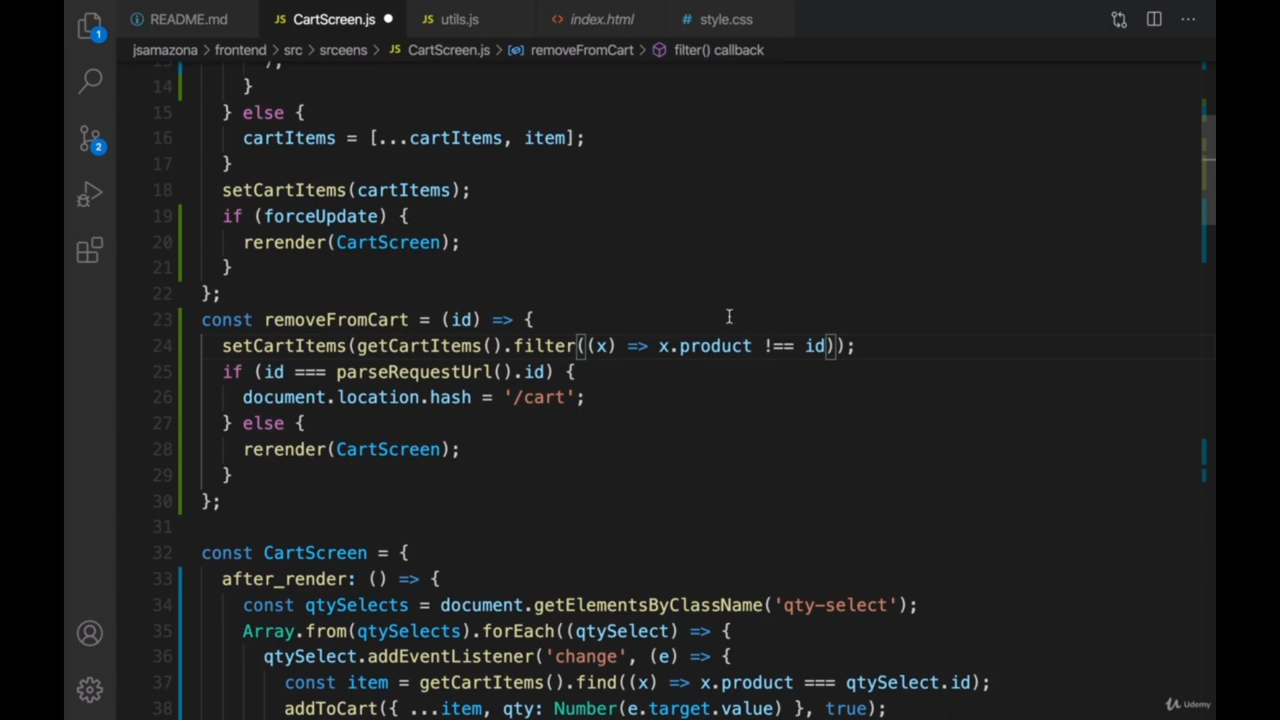 README.md
CartScreen.js
utils.js
index.html
style.css
jsamazona > frontend > src > srceens > JS CartScreen.js > removeFromCart > filter() callback
14 }
15 } else {
16 cartItems = [...cartItems, item];
17 }
18 setCartItems(cartItems);
19 if (forceUpdate) {
20 rerender(CartScreen);
21 }
22 };
23 const removeFromCart = (id) => {
24 setCartItems(getCartItems().filter((x) => x.product !== id));
25 if (id === parseRequestUrl().id) {
26 document.location.hash = '/cart';
27 } else {
28 rerender(CartScreen);
29 }
30 };
31
32 const CartScreen = {
33 after_render: () => {
34 const qtySelects = document.getElementsByClassName('qty-select');
35 Array.from(qtySelects).forEach((qtySelect) => {
36 qtySelect.addEventListener('change', (e) => {
37 const item = getCartItems().find((x) => x.product === qtySelect.id);
38 addToCart({ ...item, qty: Number(e.target.value) }, true);
1
2
Udemy